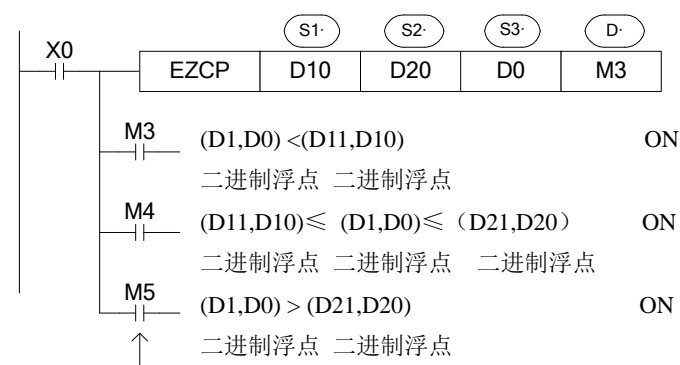 S1· S2· S3· D·
X0
EZCP D10 D20 D0 M3
M3 (D1,D0) <(D11,D10) ON
二进制浮点 二进制浮点
M4 (D11,D10)≤ (D1,D0)≤（D21,D20） ON
二进制浮点 二进制浮点 二进制浮点
M5 (D1,D0) > (D21,D20) ON
二进制浮点 二进制浮点